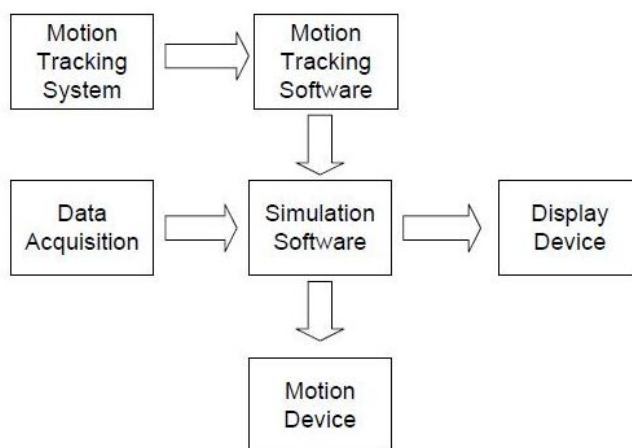 Motion
Tracking
System
Motion
Tracking
Software
Data
Acquisition
Simulation
Software
Display
Device
Motion
Device